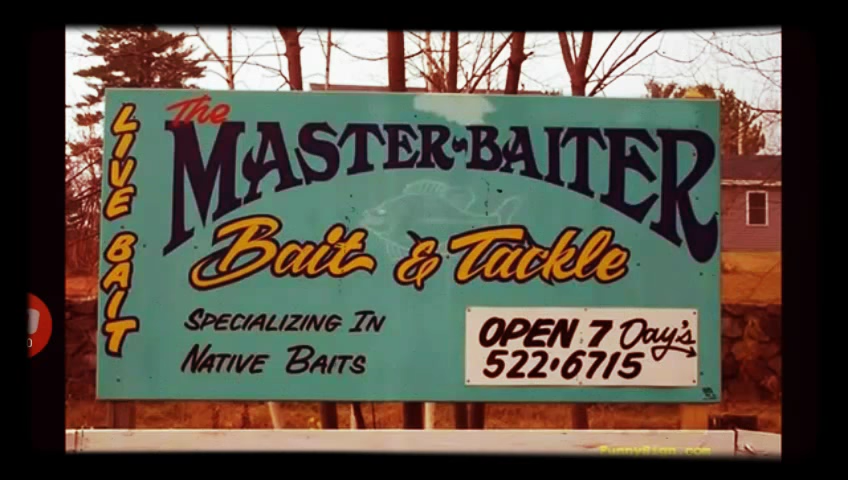 The
MASTER-BAITER
LIVE BAIT
Bait & Tackle
SPECIALIZING IN
NATIVE BAITS
OPEN 7 Day's
522•6715
FunnySign.com